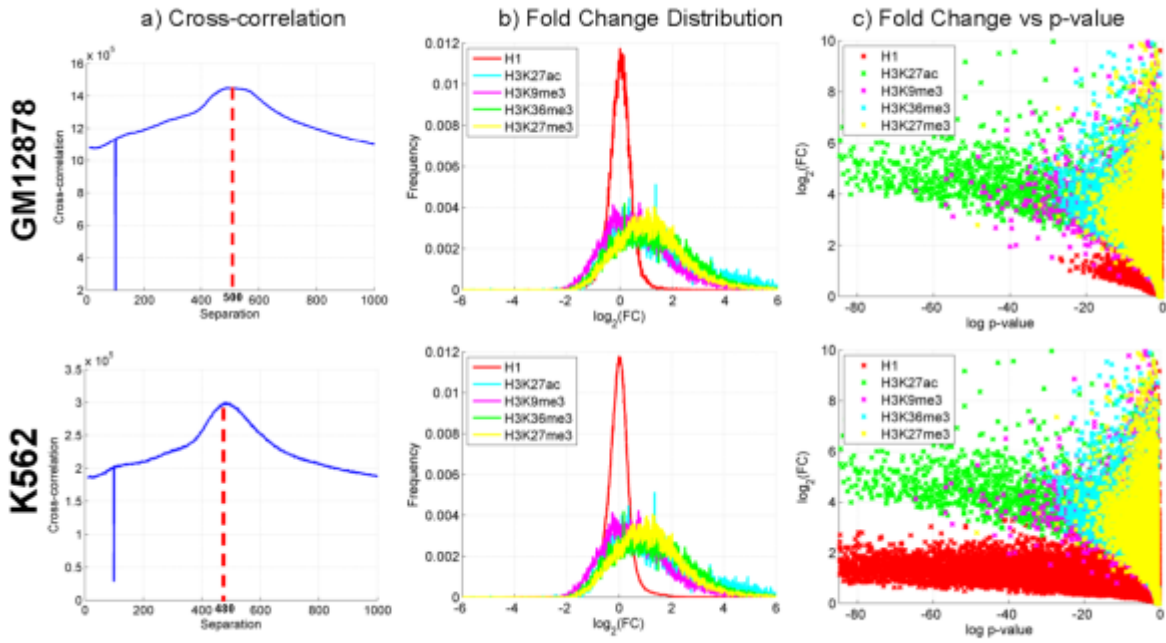 a) Cross-correlation
b) Fold Change Distribution
c) Fold Change vs p-value
GM12878
× 10⁵
16
14
12
10
8
6
4
2
Cross-correlation
0 200 400 600 800 1000
500
Separation
0.012
0.01
0.008
0.006
0.004
0.002
0
Frequency
H1
H3K27ac
H3K9me3
H3K36me3
H3K27me3
-6 -4 -2 0 2 4 6
log₂(FC)
10
8
6
4
2
0
log₂(FC)
H1
H3K27ac
H3K9me3
H3K36me3
H3K27me3
-80 -60 -40 -20 0
log p-value
K562
3.5
3
2.5
2
1.5
1
0.5
0
Cross-correlation
0 200 400 600 800 1000
480
Separation
0.012
0.01
0.008
0.006
0.004
0.002
0
Frequency
H1
H3K27ac
H3K9me3
H3K36me3
H3K27me3
-6 -4 -2 0 2 4 6
log₂(FC)
10
8
6
4
2
0
log₂(FC)
H1
H3K27ac
H3K9me3
H3K36me3
H3K27me3
-80 -60 -40 -20 0
log p-value